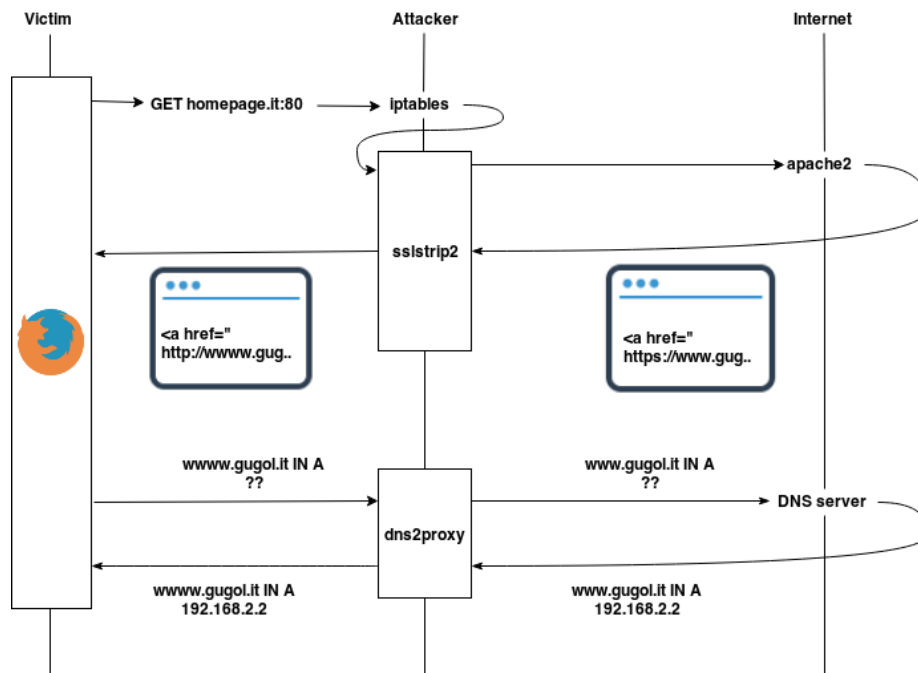 Victim
Attacker
Internet
GET homepage.it:80
iptables
apache2
sslstrip2
<a href="
http://wwww.gug..
<a href="
https://www.gug..
wwww.gugol.it IN A
??
www.gugol.it IN A
??
dns2proxy
DNS server
wwww.gugol.it IN A
192.168.2.2
www.gugol.it IN A
192.168.2.2